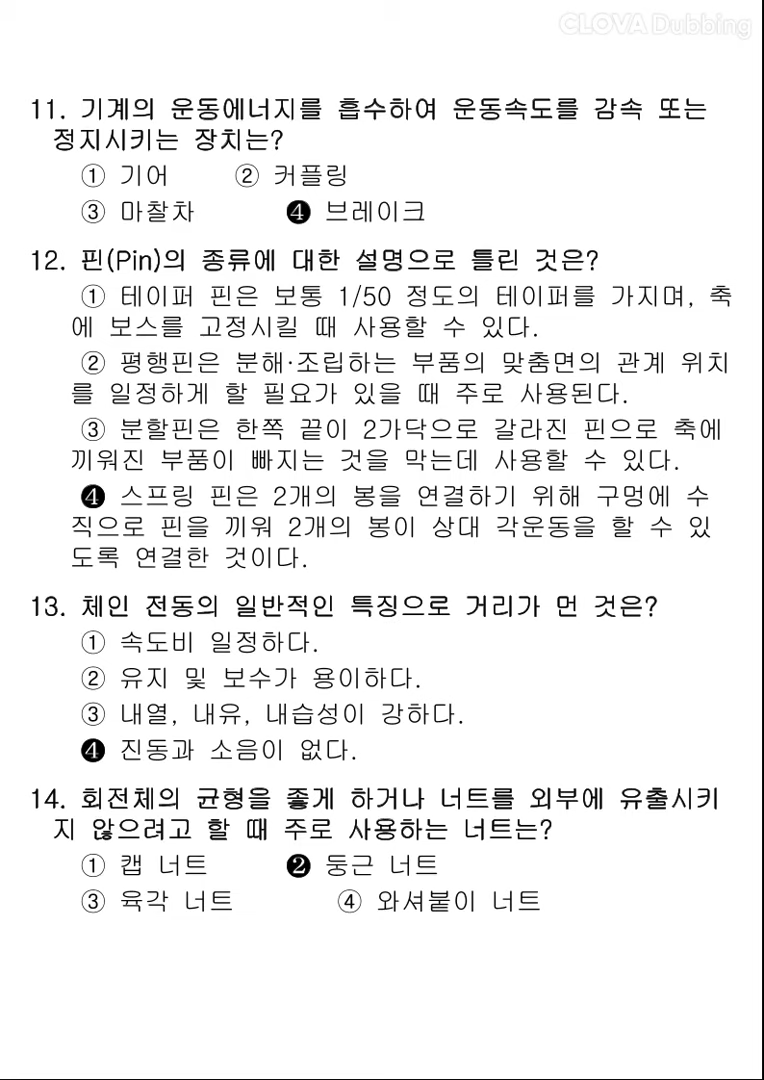 CLOVA Dubbing
11. 기계의 운동에너지를 흡수하여 운동속도를 감속 또는
정지시키는 장치는?
① 기어 ② 커플링
③ 마찰차 ❹ 브레이크
12. 핀(Pin)의 종류에 대한 설명으로 틀린 것은?
① 테이퍼 핀은 보통 1/50 정도의 테이퍼를 가지며, 축
에 보스를 고정시킬 때 사용할 수 있다.
② 평행핀은 분해·조립하는 부품의 맞춤면의 관계 위치
를 일정하게 할 필요가 있을 때 주로 사용된다.
③ 분할핀은 한쪽 끝이 2가닥으로 갈라진 핀으로 축에
끼워진 부품이 빠지는 것을 막는데 사용할 수 있다.
❹ 스프링 핀은 2개의 봉을 연결하기 위해 구멍에 수
직으로 핀을 끼워 2개의 봉이 상대 각운동을 할 수 있
도록 연결한 것이다.
13. 체인 전동의 일반적인 특징으로 거리가 먼 것은?
① 속도비 일정하다.
② 유지 및 보수가 용이하다.
③ 내열, 내유, 내습성이 강하다.
❹ 진동과 소음이 없다.
14. 회전체의 균형을 좋게 하거나 너트를 외부에 유출시키
지 않으려고 할 때 주로 사용하는 너트는?
① 캡 너트 ❷ 둥근 너트
③ 육각 너트 ④ 와셔붙이 너트